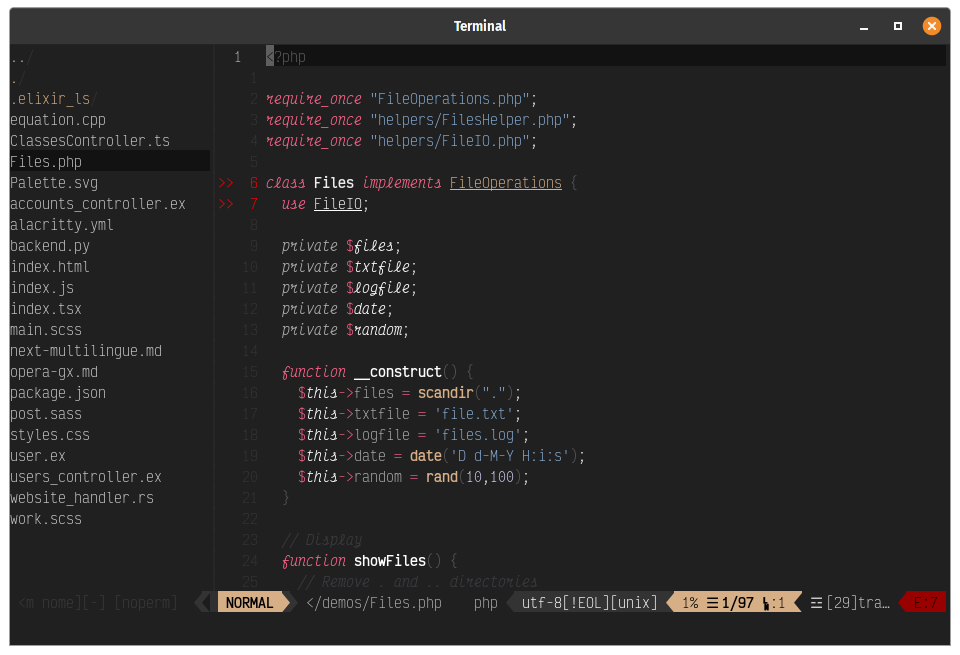 Terminal
../
./
.elixir_ls/
equation.cpp
ClassesController.ts
Files.php
Palette.svg
accounts_controller.ex
alacritty.yml
backend.py
index.html
index.js
index.tsx
main.scss
next-multilingue.md
opera-gx.md
package.json
post.sass
styles.css
user.ex
users_controller.ex
website_handler.rs
work.scss
1 <?php
1
2 require_once "FileOperations.php";
3 require_once "helpers/FilesHelper.php";
4 require_once "helpers/FileIO.php";
5
>> 6 class Files implements FileOperations {
>> 7 use FileIO;
8
9 private $files;
10 private $txtfile;
11 private $logfile;
12 private $date;
13 private $random;
14
15 function __construct() {
16 $this->files = scandir(".");
17 $this->txtfile = 'file.txt';
18 $this->logfile = 'files.log';
19 $this->date = date('D d-M-Y H:i:s');
20 $this->random = rand(10,100);
21 }
22
23 // Display
24 function showFiles() {
25 // Remove . and .. directories
<m nome][-] [noperm] NORMAL </demos/Files.php php utf-8[!EOL][unix] 1% ☰ 1/97 :1 [29]tra… E:7